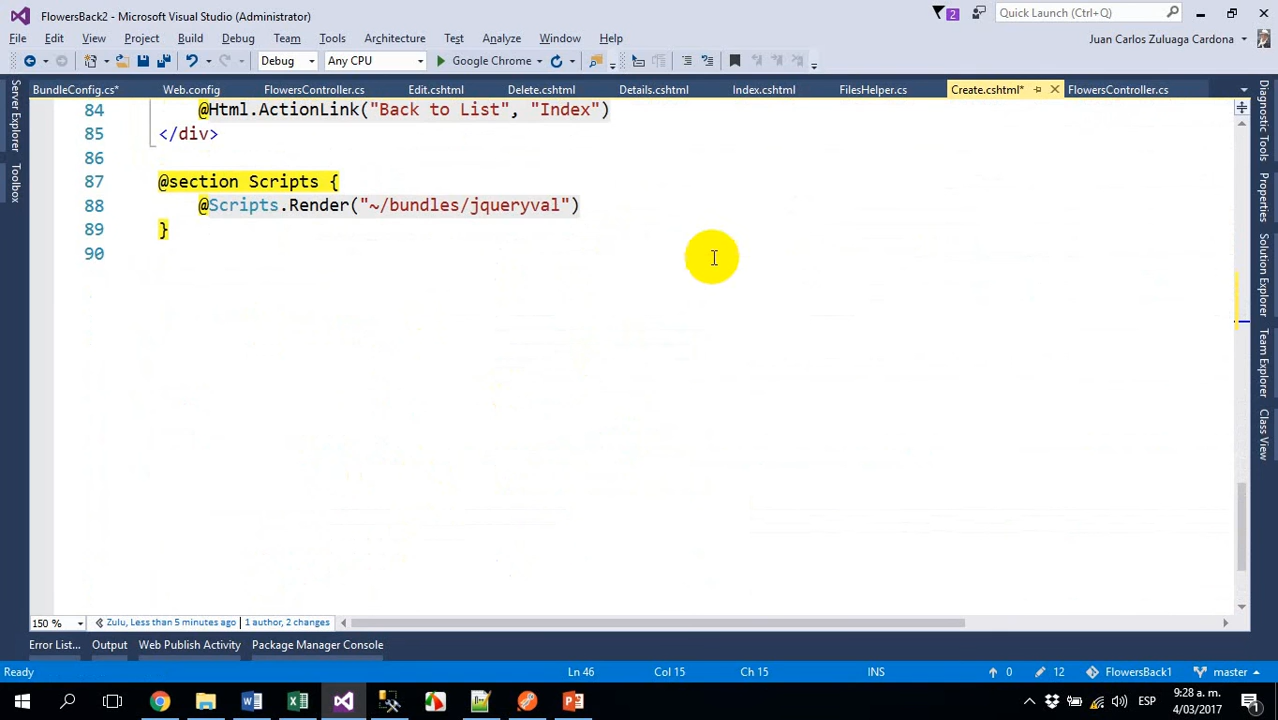 FlowersBack2 - Microsoft Visual Studio (Administrator)
2
Quick Launch (Ctrl+Q)
File Edit View Project Build Debug Team Tools Architecture Test Analyze Window Help
Juan Carlos Zuluaga Cardona
Debug Any CPU Google Chrome
BundleConfig.cs* Web.config FlowersController.cs Edit.cshtml Delete.cshtml Details.cshtml Index.cshtml FilesHelper.cs Create.cshtml* FlowersController.cs
Server Explorer
Toolbox
84 @Html.ActionLink("Back to List", "Index")
85 </div>
86
87 @section Scripts {
88 @Scripts.Render("~/bundles/jqueryval")
89 }
90
Diagnostic Tools
Properties
Solution Explorer
Team Explorer
Class View
150 % Zulu, Less than 5 minutes ago | 1 author, 2 changes
Error List... Output Web Publish Activity Package Manager Console
Ready Ln 46 Col 15 Ch 15 INS 0 12 FlowersBack1 master
ESP
9:28 a. m.
4/03/2017
1